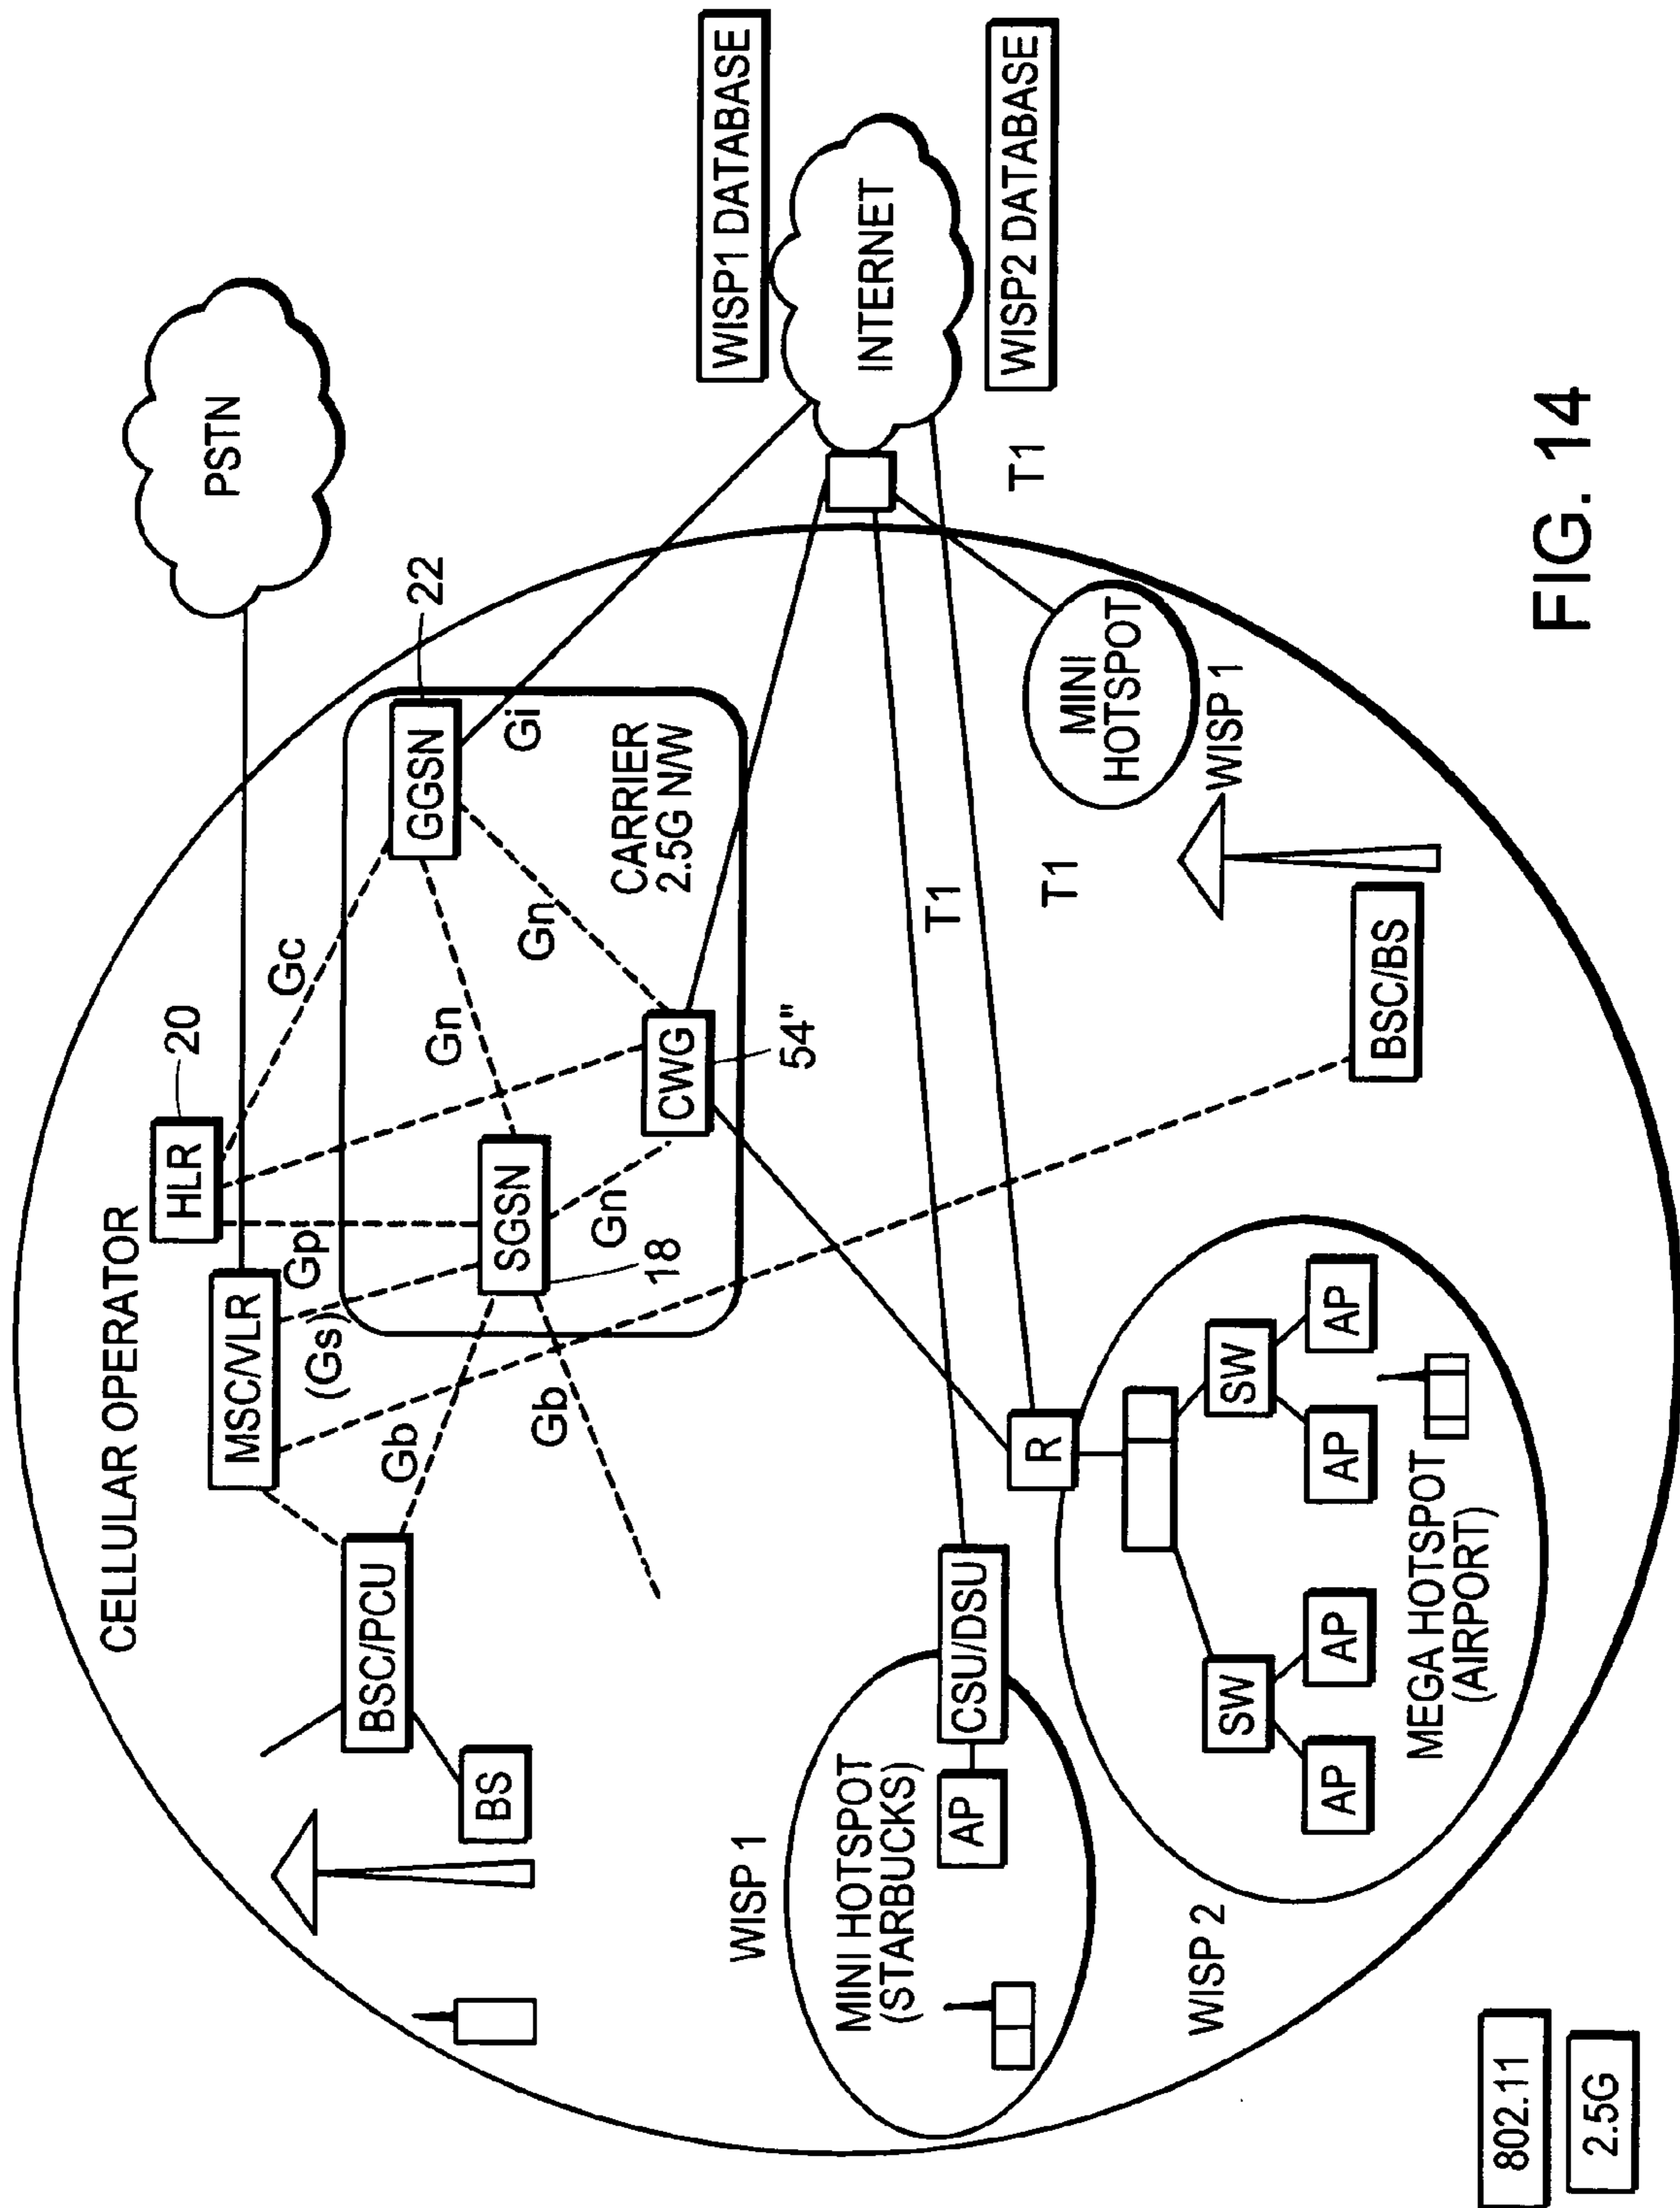 CELLULAR OPERATOR
PSTN
HLR
20
MSC/VLR
Gc
Gp
(Gs)
22
GGSN
Gi
CARRIER
2.5G N/W
Gn
Gn
SGSN
18
Gn
CWG
54"
BSC/PCU
BS
Gb
Gb
WISP1 DATABASE
INTERNET
WISP2 DATABASE
T1
T1
T1
MINI
HOTSPOT
WISP 1
BSC/BS
WISP 1
MINI HOTSPOT
(STARBUCKS)
AP
CSU/DSU
R
WISP 2
SW
SW
AP
AP
AP
AP
MEGA HOTSPOT
(AIRPORT)
802.11
2.5G
FIG. 14